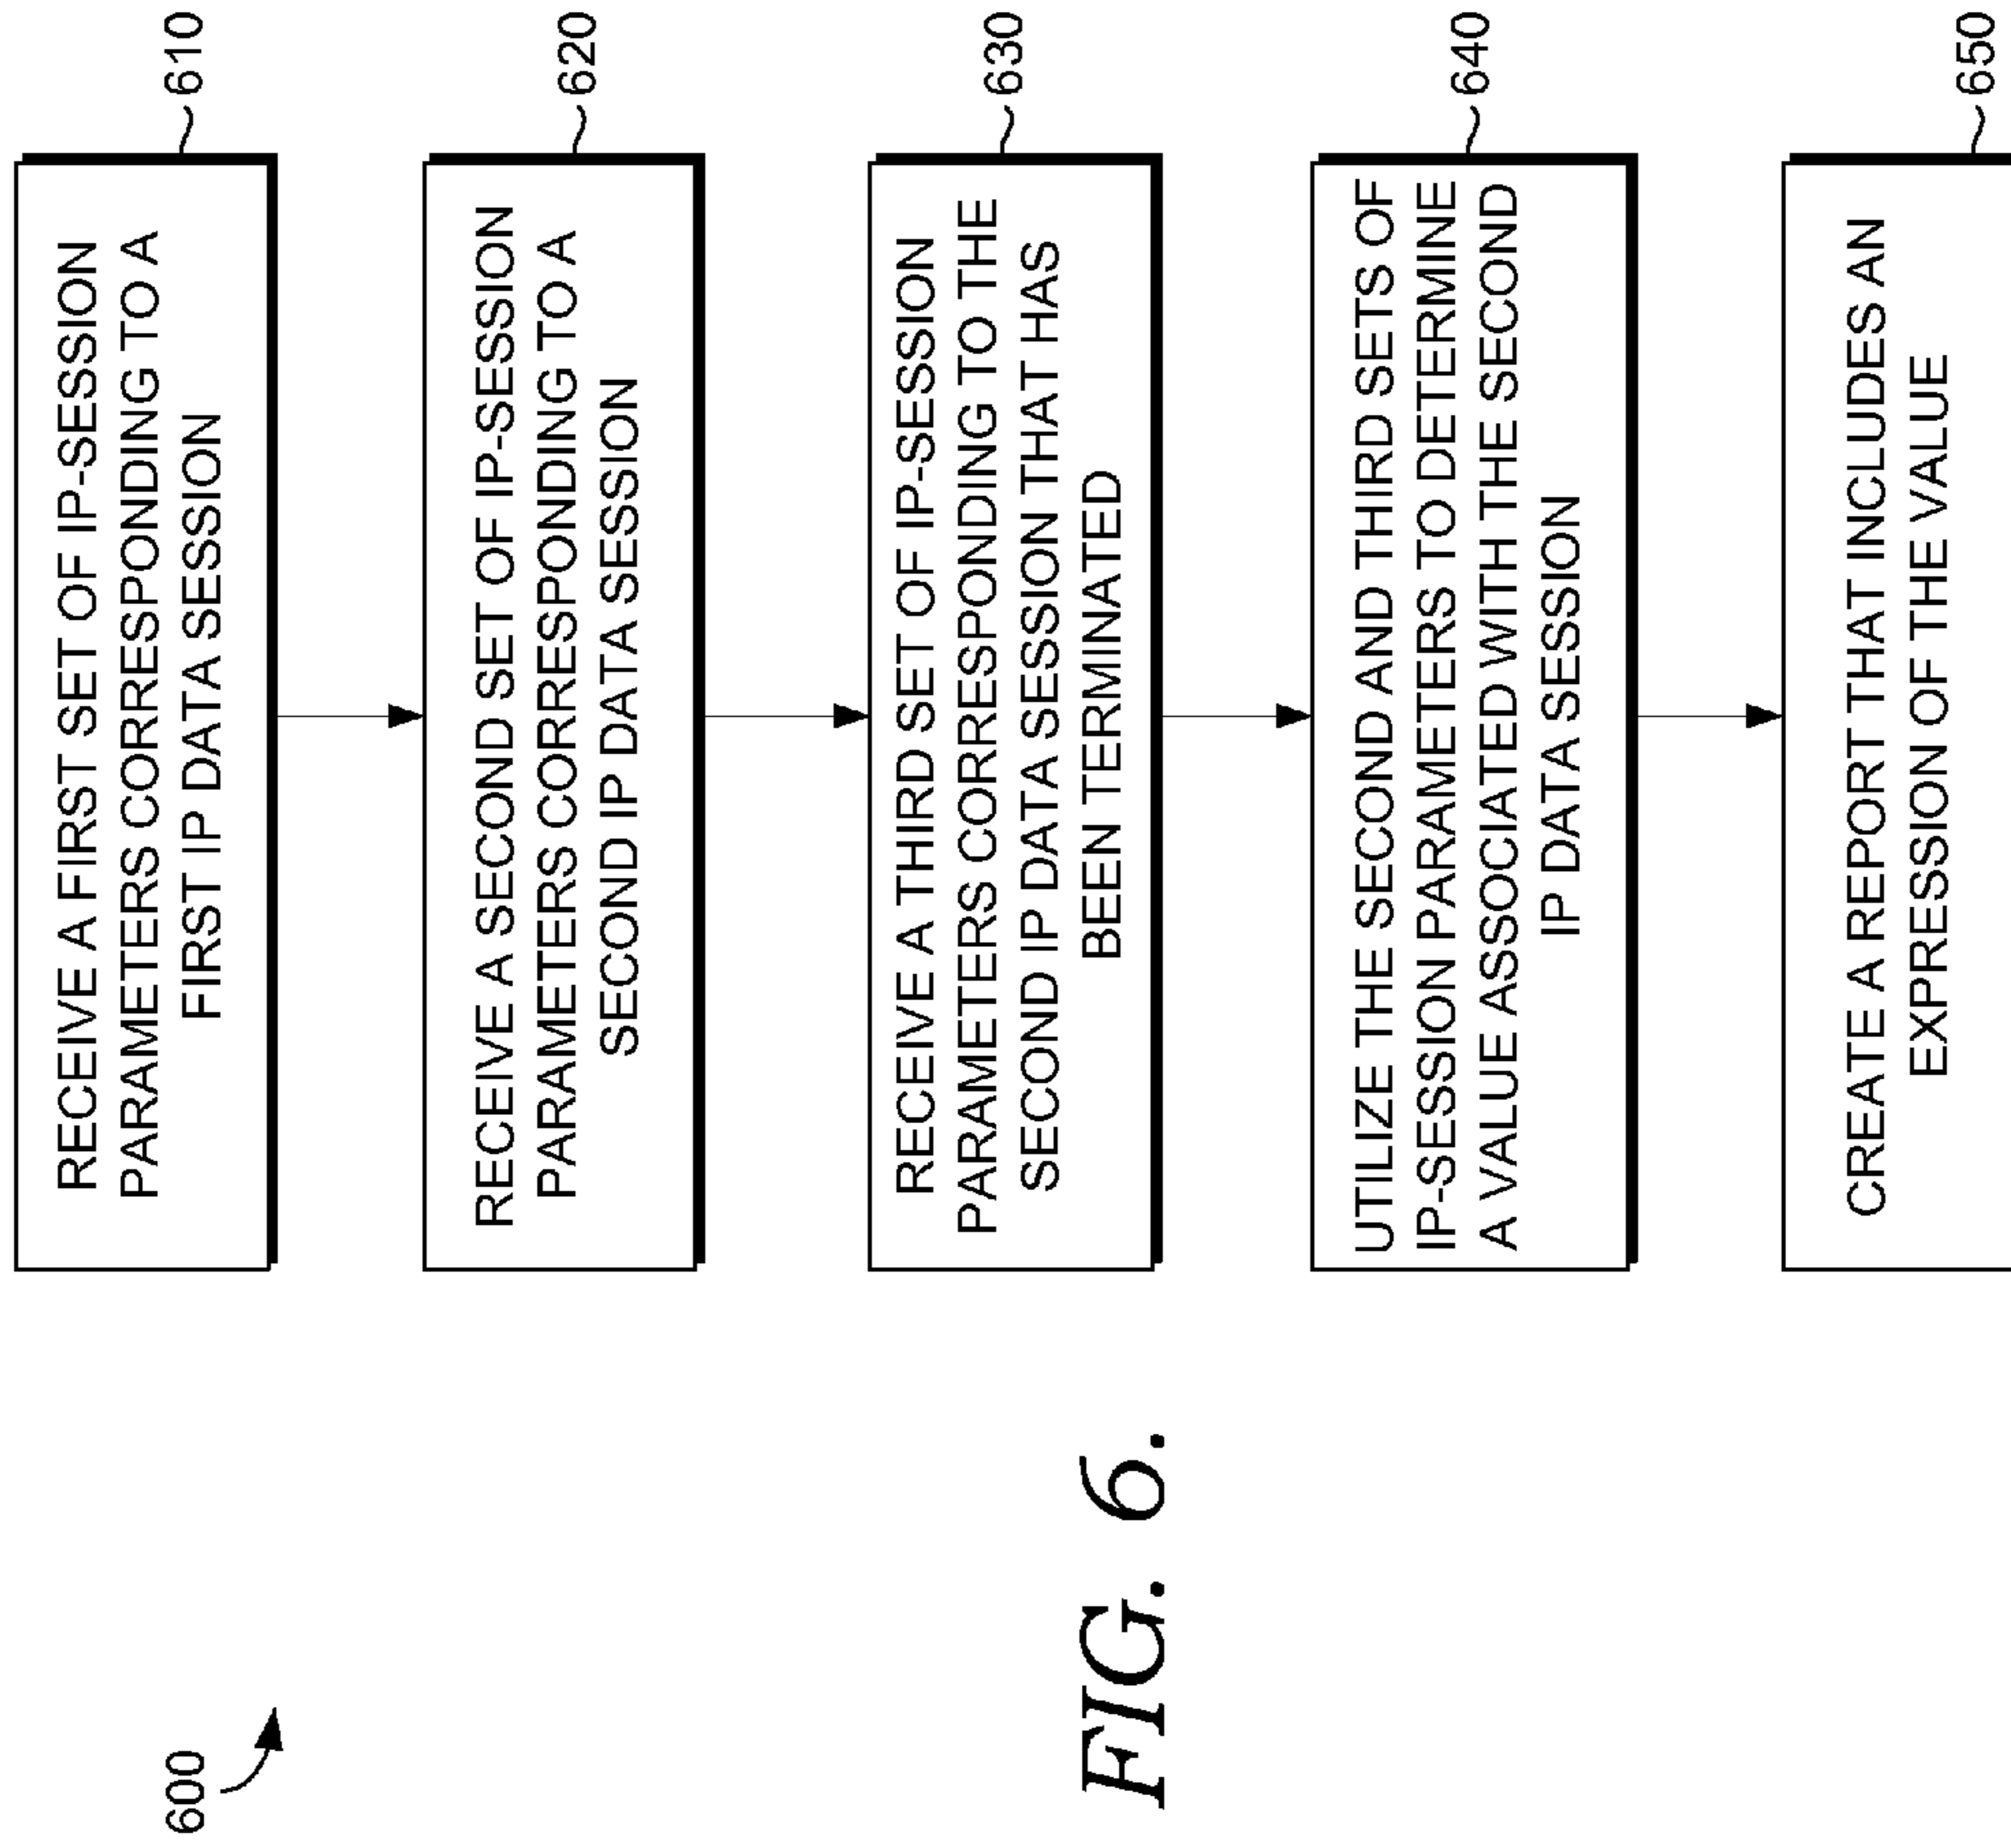 600
RECEIVE A FIRST SET OF IP-SESSION
PARAMETERS CORRESPONDING TO A
FIRST IP DATA SESSION
610
RECEIVE A SECOND SET OF IP-SESSION
PARAMETERS CORRESPONDING TO A
SECOND IP DATA SESSION
620
RECEIVE A THIRD SET OF IP-SESSION
PARAMETERS CORRESPONDING TO THE
SECOND IP DATA SESSION THAT HAS
BEEN TERMINATED
630
UTILIZE THE SECOND AND THIRD SETS OF
IP-SESSION PARAMETERS TO DETERMINE
A VALUE ASSOCIATED WITH THE SECOND
IP DATA SESSION
640
CREATE A REPORT THAT INCLUDES AN
EXPRESSION OF THE VALUE
650
FIG. 6.